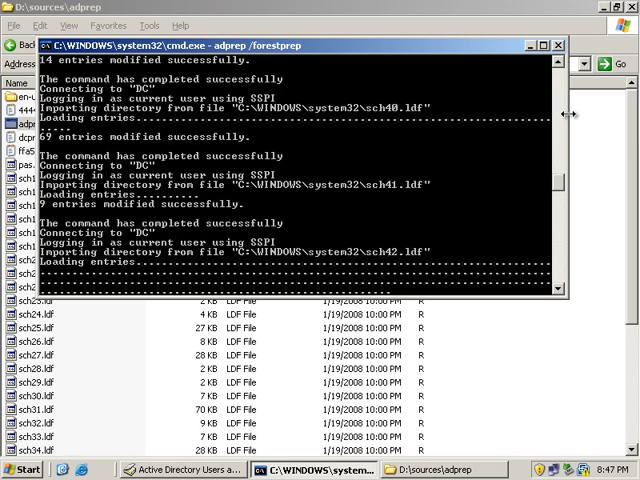 D:\sources\adprep
File Edit View Favorites Tools Help
Back
Address
Go
Name
en-u
4444
adp
dcpr
ffa5
pas.
sch1
sch1
sch1
sch1
sch1
sch1
sch1
C:\WINDOWS\system32\cmd.exe - adprep /forestprep
14 entries modified successfully.
The command has completed successfully
Connecting to "DC"
Logging in as current user using SSPI
Importing directory from file "C:\WINDOWS\system32\sch40.ldf"
Loading entries.....................................................................
.....
69 entries modified successfully.
The command has completed successfully
Connecting to "DC"
Logging in as current user using SSPI
Importing directory from file "C:\WINDOWS\system32\sch41.ldf"
Loading entries..........
9 entries modified successfully.
The command has completed successfully
Connecting to "DC"
Logging in as current user using SSPI
Importing directory from file "C:\WINDOWS\system32\sch42.ldf"
Loading entries.....................................................................
sch23.ldf 2 KB LDF File 1/19/2008 10:00 PM R
sch24.ldf 4 KB LDF File 1/19/2008 10:00 PM R
sch25.ldf 27 KB LDF File 1/19/2008 10:00 PM R
sch26.ldf 8 KB LDF File 1/19/2008 10:00 PM R
sch27.ldf 28 KB LDF File 1/19/2008 10:00 PM R
sch28.ldf 2 KB LDF File 1/19/2008 10:00 PM R
sch29.ldf 2 KB LDF File 1/19/2008 10:00 PM R
sch30.ldf 7 KB LDF File 1/19/2008 10:00 PM R
sch31.ldf 70 KB LDF File 1/19/2008 10:00 PM R
sch32.ldf 9 KB LDF File 1/19/2008 10:00 PM R
sch33.ldf 7 KB LDF File 1/19/2008 10:00 PM R
sch34.ldf 28 KB LDF File 1/19/2008 10:00 PM R
Start
Active Directory Users a...
C:\WINDOWS\system...
D:\sources\adprep
8:47 PM